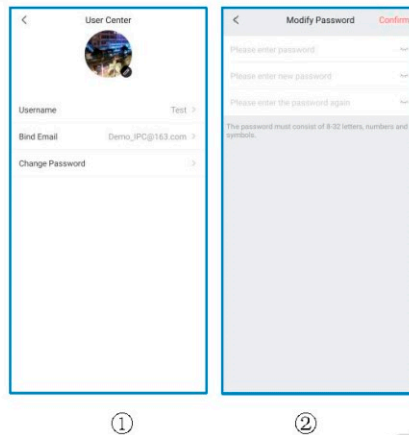 User Center
Username Test
Bind Email Demo_IPC@163.com
Change Password
①
Modify Password Confirm
Please enter password
Please enter new password
Please enter the password again
The password must consist of 8-32 letters, numbers and
symbols.
②